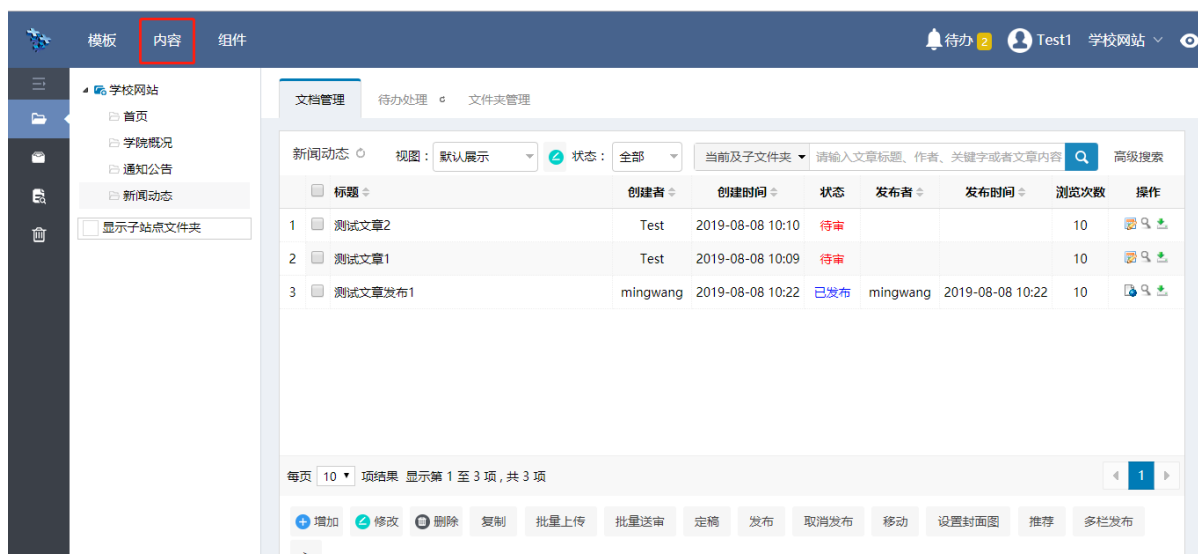 模板 内容 组件 待办 2 Test1 学校网站
学校网站
首页
学院概况
通知公告
新闻动态
显示子站点文件夹
文档管理 待办处理 文件夹管理
新闻动态 视图： 默认展示 状态： 全部 当前及子文件夹 请输入文章标题、作者、关键字或者文章内容 高级搜索
标题 创建者 创建时间 状态 发布者 发布时间 浏览次数 操作
1 测试文章2 Test 2019-08-08 10:10 待审 10
2 测试文章1 Test 2019-08-08 10:09 待审 10
3 测试文章发布1 mingwang 2019-08-08 10:22 已发布 mingwang 2019-08-08 10:22 10
每页 10 项结果 显示第 1 至 3 项 , 共 3 项 1
增加 修改 删除 复制 批量上传 批量送审 定稿 发布 取消发布 移动 设置封面图 推荐 多栏发布